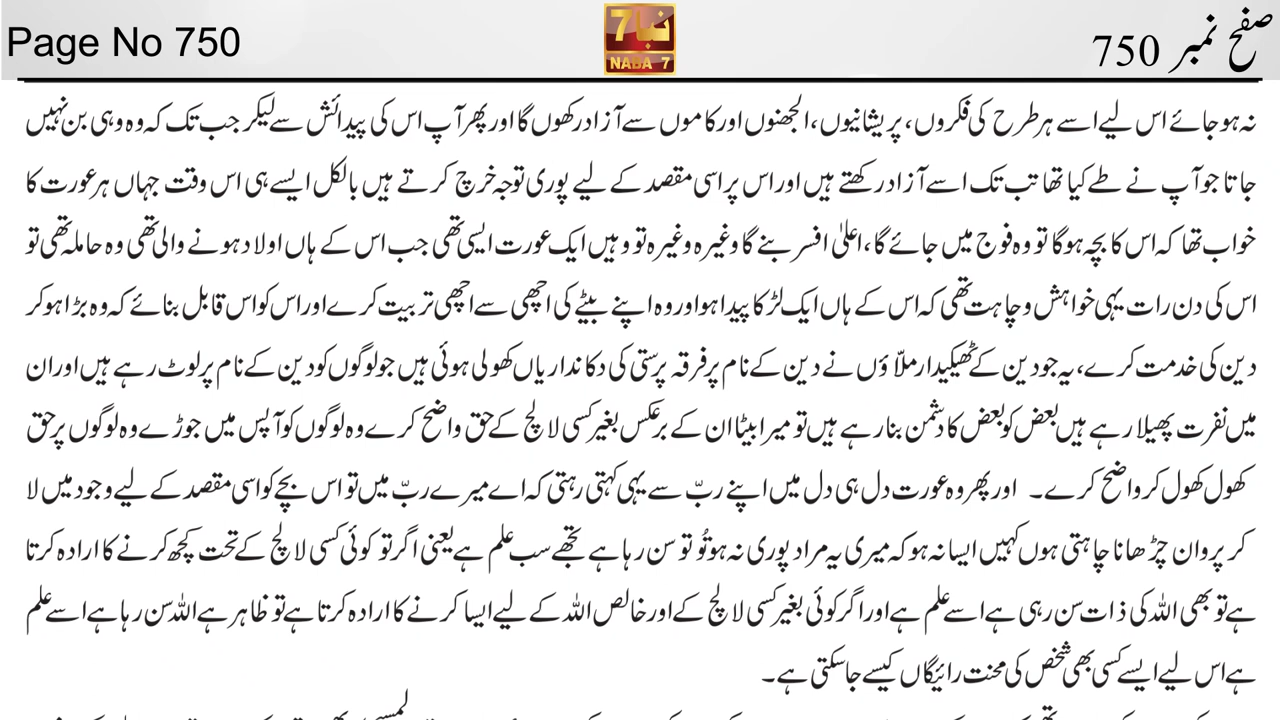 Page No 750
نبا 7
NABA 7
صفحہ نمبر 750
نہ ہو جائے اس لیے اسے ہر طرح کی فکروں، پریشانیوں، الجھنوں اور کاموں سے آزاد رکھوں گا اور پھر آپ اس کی پیدائش سے لیکر جب تک کہ وہ وہی بن نہیں
جاتا جو آپ نے طے کیا تھا تب تک اسے آزاد رکھتے ہیں اور اس پر اسی مقصد کے لیے پوری توجہ خرچ کرتے ہیں بالکل ایسے ہی اس وقت جہاں ہر عورت کا
خواب تھا کہ اس کا بچہ ہو گا تو وہ فوج میں جائے گا، اعلیٰ افسر بنے گا وغیرہ وغیرہ تو وہیں ایک عورت ایسی تھی جب اس کے ہاں اولاد ہونے والی تھی وہ حاملہ تھی تو
اس کی دن رات یہی خواہش و چاہت تھی کہ اس کے ہاں ایک لڑکا پیدا ہو اور وہ اپنے بیٹے کی اچھی سے اچھی تربیت کرے اور اس کو اس قابل بنائے کہ وہ بڑا ہو کر
دین کی خدمت کرے، یہ جو دین کے ٹھیکیدار ملّاؤں نے دین کے نام پر فرقہ پرستی کی دکانداریاں کھولی ہوئی ہیں جو لوگوں کو دین کے نام پر لوٹ رہے ہیں اور ان
میں نفرت پھیلا رہے ہیں بعض کو بعض کا دشمن بنا رہے ہیں تو میرا بیٹا ان کے برعکس بغیر کسی لالچ کے حق واضح کرے وہ لوگوں کو آپس میں جوڑے وہ لوگوں پر حق
کھول کھول کر واضح کرے۔ اور پھر وہ عورت دل ہی دل میں اپنے ربّ سے یہی کہتی رہتی کہ اے میرے ربّ میں تو اس بچے کو اسی مقصد کے لیے وجود میں لا
کر پروان چڑھانا چاہتی ہوں کہیں ایسا نہ ہو کہ میری یہ مراد پوری نہ ہو تُو تو سن رہا ہے تجھے سب علم ہے یعنی اگر تو کوئی کسی لالچ کے تحت کچھ کرنے کا ارادہ کرتا
ہے تو بھی اللہ کی ذات سن رہی ہے اسے علم ہے اور اگر کوئی بغیر کسی لالچ کے اور خالص اللہ کے لیے ایسا کرنے کا ارادہ کرتا ہے تو ظاہر ہے اللہ سن رہا ہے اسے علم
ہے اس لیے ایسے کسی بھی شخص کی محنت رائیگاں کیسے جا سکتی ہے۔